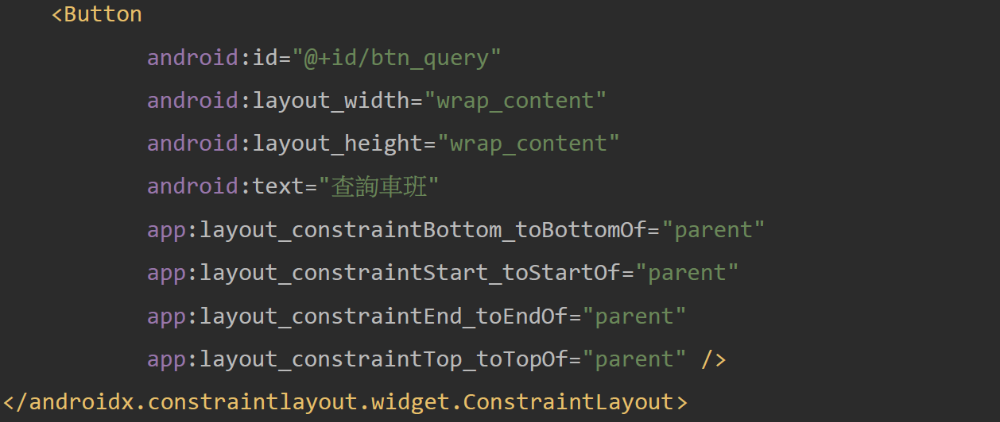 <Button
android:id="@+id/btn_query"
android:layout_width="wrap_content"
android:layout_height="wrap_content"
android:text="查詢車班"
app:layout_constraintBottom_toBottomOf="parent"
app:layout_constraintStart_toStartOf="parent"
app:layout_constraintEnd_toEndOf="parent"
app:layout_constraintTop_toTopOf="parent" />
</androidx.constraintlayout.widget.ConstraintLayout>